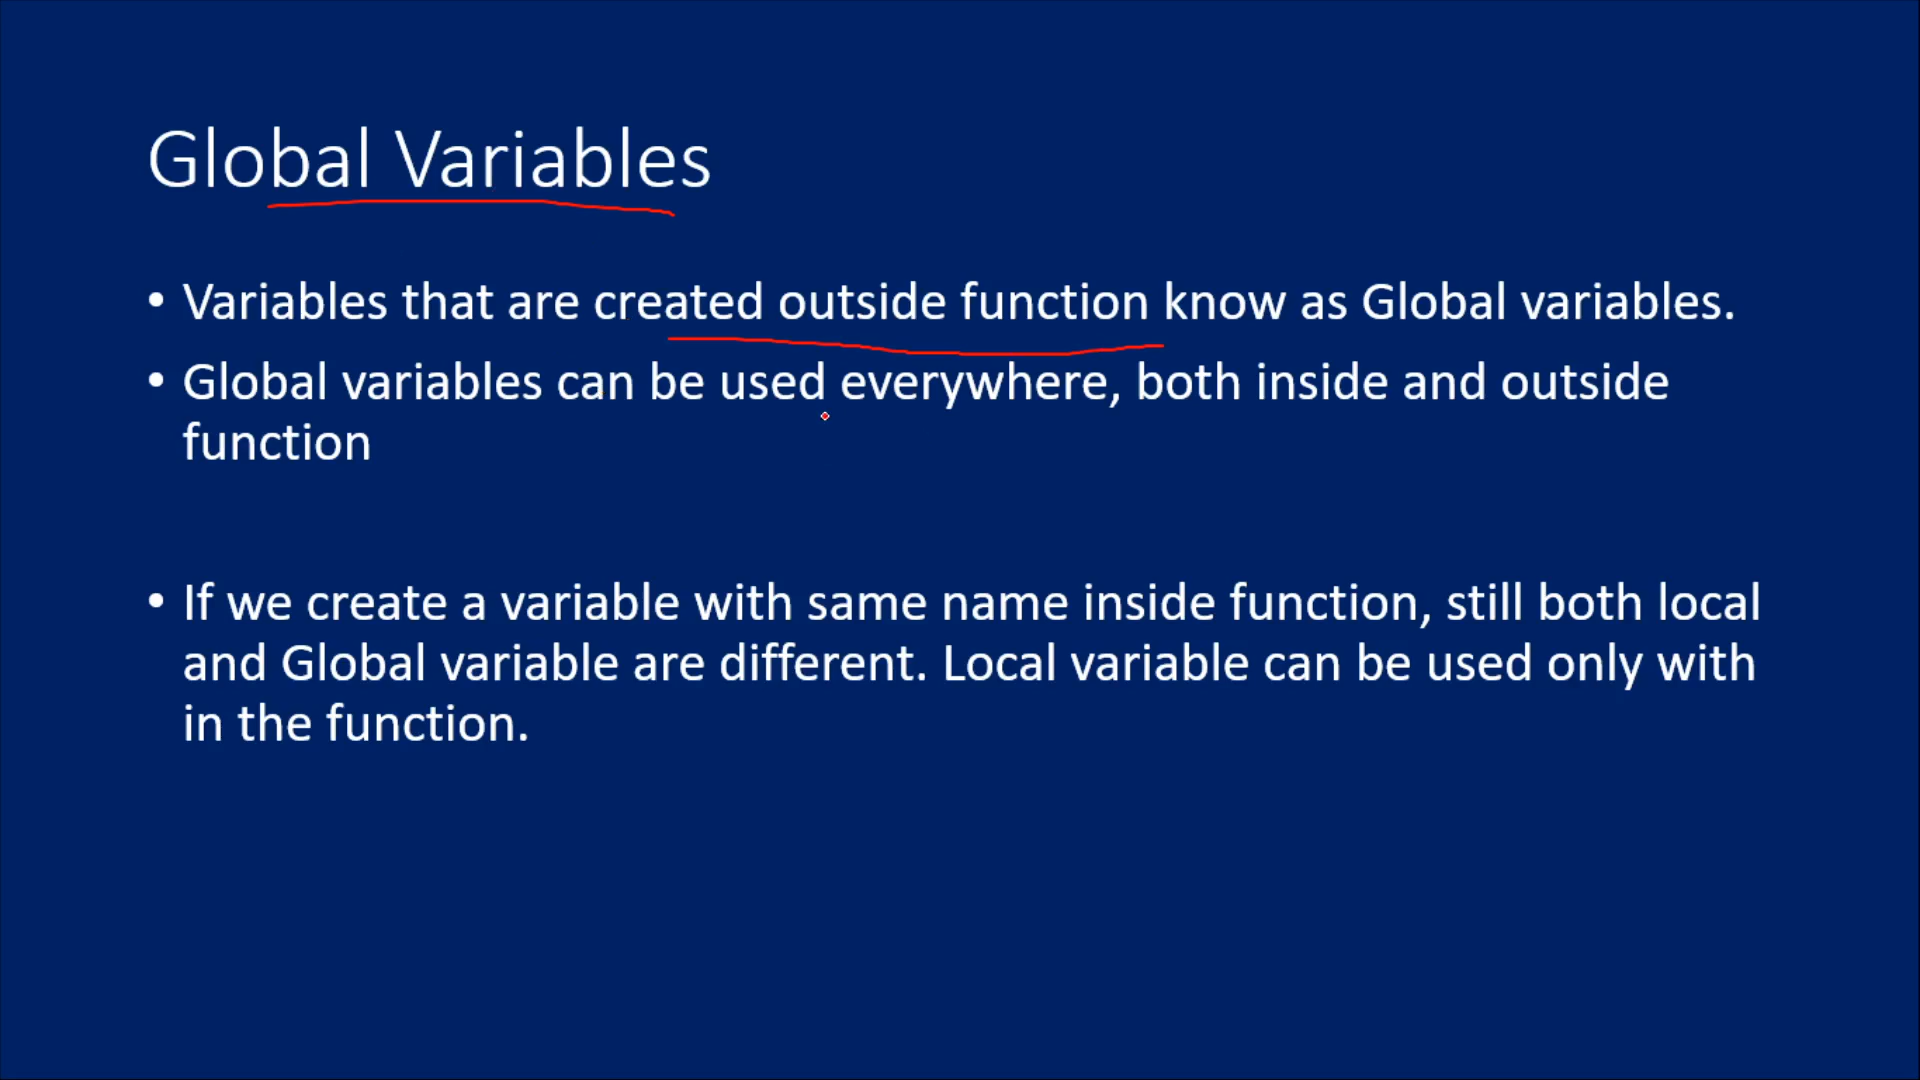 Global Variables
• Variables that are created outside function know as Global variables.
• Global variables can be used everywhere, both inside and outside
function
• If we create a variable with same name inside function, still both local
and Global variable are different. Local variable can be used only with
in the function.